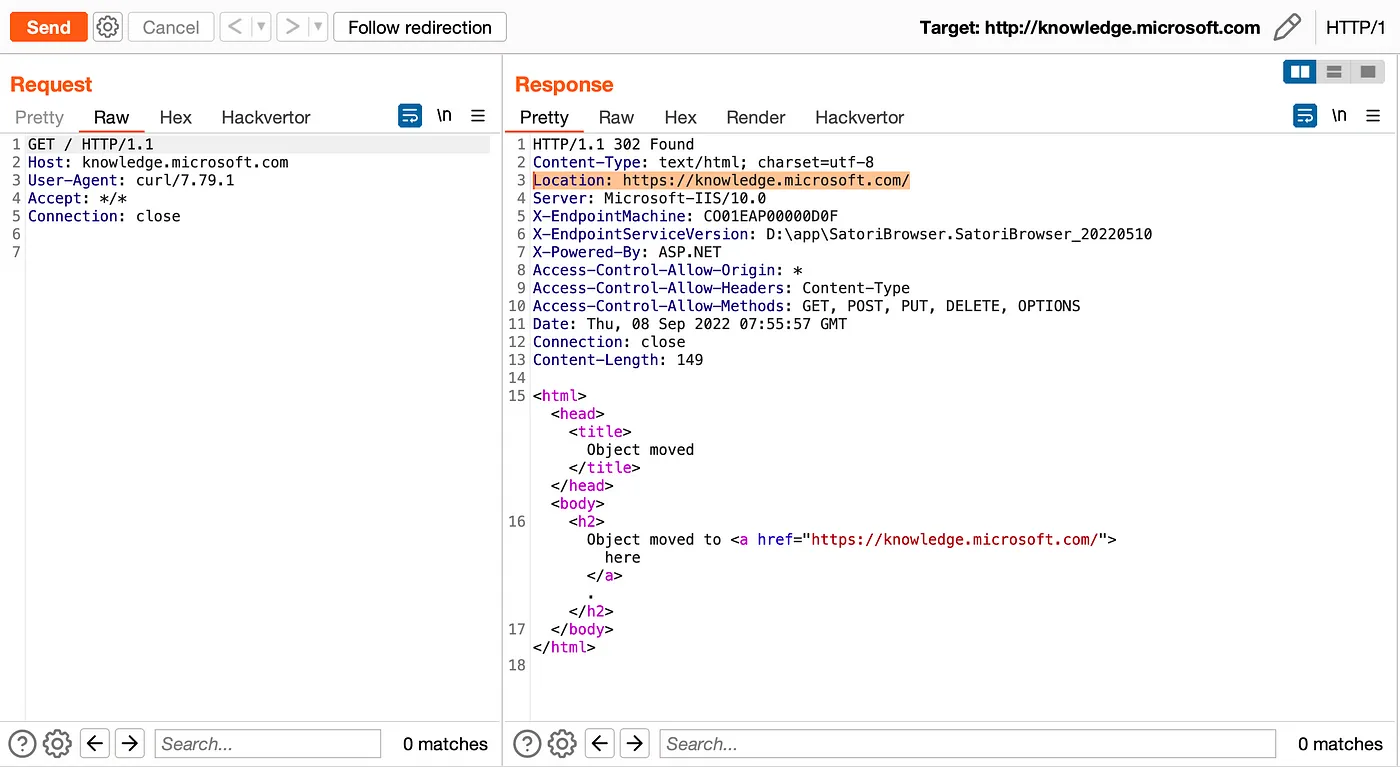 Send Cancel < > Follow redirection Target: http://knowledge.microsoft.com HTTP/1
Request
Pretty Raw Hex Hackvertor \n
1 GET / HTTP/1.1
2 Host: knowledge.microsoft.com
3 User-Agent: curl/7.79.1
4 Accept: */*
5 Connection: close
6
7
Search... 0 matches
Response
Pretty Raw Hex Render Hackvertor \n
1 HTTP/1.1 302 Found
2 Content-Type: text/html; charset=utf-8
3 Location: https://knowledge.microsoft.com/
4 Server: Microsoft-IIS/10.0
5 X-EndpointMachine: CO01EAP00000D0F
6 X-EndpointServiceVersion: D:\app\SatoriBrowser.SatoriBrowser_20220510
7 X-Powered-By: ASP.NET
8 Access-Control-Allow-Origin: *
9 Access-Control-Allow-Headers: Content-Type
10 Access-Control-Allow-Methods: GET, POST, PUT, DELETE, OPTIONS
11 Date: Thu, 08 Sep 2022 07:55:57 GMT
12 Connection: close
13 Content-Length: 149
14
15 <html>
<head>
<title>
Object moved
</title>
</head>
<body>
16 <h2>
Object moved to <a href="https://knowledge.microsoft.com/">
here
</a>
.
</h2>
17 </body>
</html>
18
Search... 0 matches